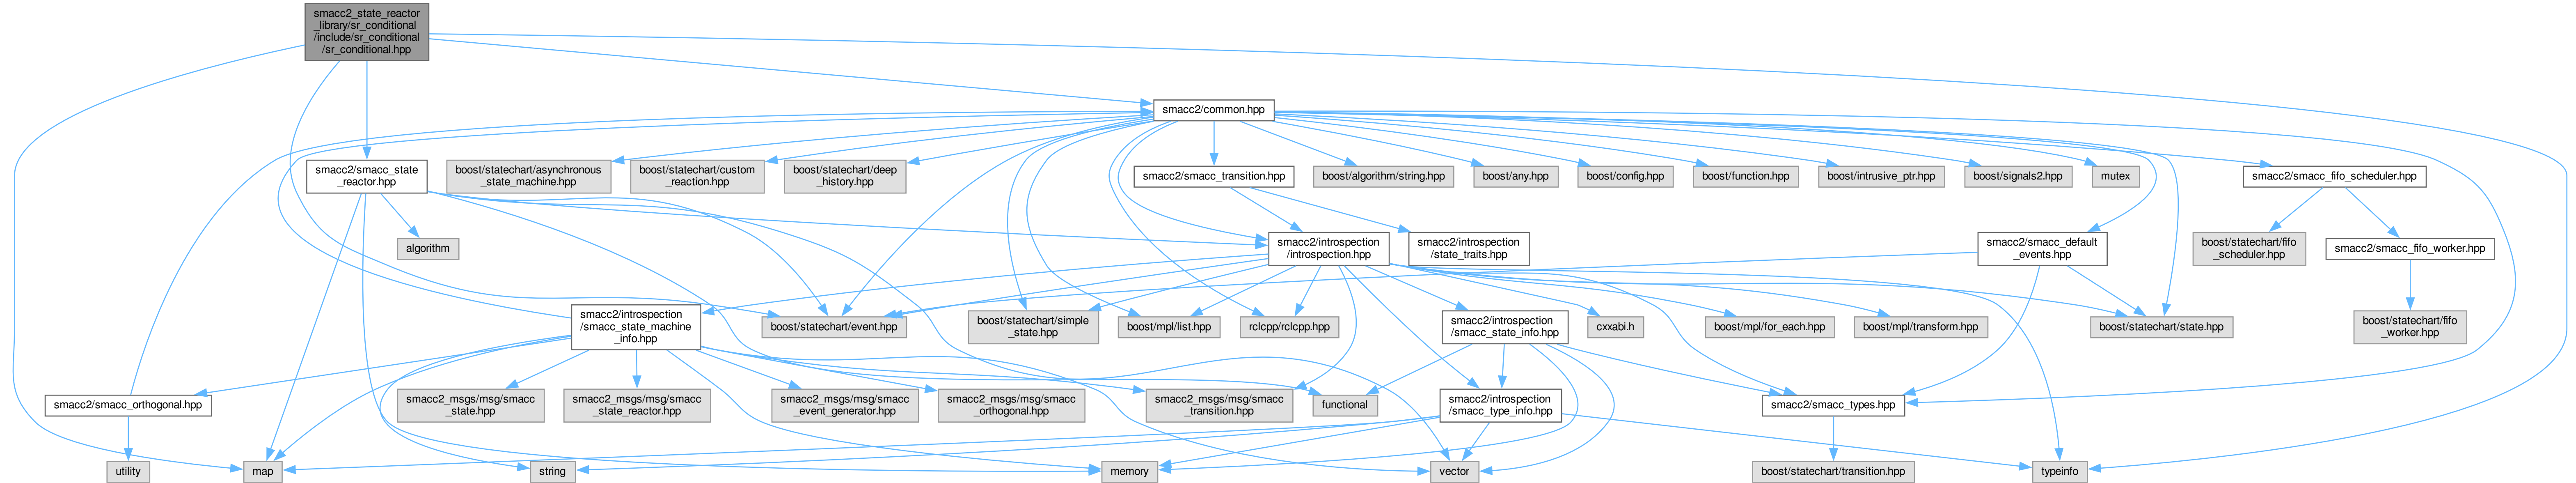 smacc2_state_reactor
_library/sr_conditional
/include/sr_conditional
/sr_conditional.hpp
smacc2/common.hpp
smacc2/smacc_state
_reactor.hpp
boost/statechart/asynchronous
_state_machine.hpp
boost/statechart/custom
_reaction.hpp
boost/statechart/deep
_history.hpp
smacc2/smacc_transition.hpp
boost/algorithm/string.hpp
boost/any.hpp
boost/config.hpp
boost/function.hpp
boost/intrusive_ptr.hpp
boost/signals2.hpp
mutex
smacc2/smacc_fifo_scheduler.hpp
algorithm
smacc2/introspection
/introspection.hpp
smacc2/introspection
/state_traits.hpp
smacc2/smacc_default
_events.hpp
boost/statechart/fifo
_scheduler.hpp
smacc2/smacc_fifo_worker.hpp
smacc2/introspection
/smacc_state_machine
_info.hpp
boost/statechart/event.hpp
boost/statechart/simple
_state.hpp
boost/mpl/list.hpp
rclcpp/rclcpp.hpp
smacc2/introspection
/smacc_state_info.hpp
cxxabi.h
boost/mpl/for_each.hpp
boost/mpl/transform.hpp
boost/statechart/state.hpp
boost/statechart/fifo
_worker.hpp
smacc2/smacc_orthogonal.hpp
smacc2_msgs/msg/smacc
_state.hpp
smacc2_msgs/msg/smacc
_state_reactor.hpp
smacc2_msgs/msg/smacc
_event_generator.hpp
smacc2_msgs/msg/smacc
_orthogonal.hpp
smacc2_msgs/msg/smacc
_transition.hpp
functional
smacc2/introspection
/smacc_type_info.hpp
smacc2/smacc_types.hpp
utility
map
string
memory
vector
boost/statechart/transition.hpp
typeinfo